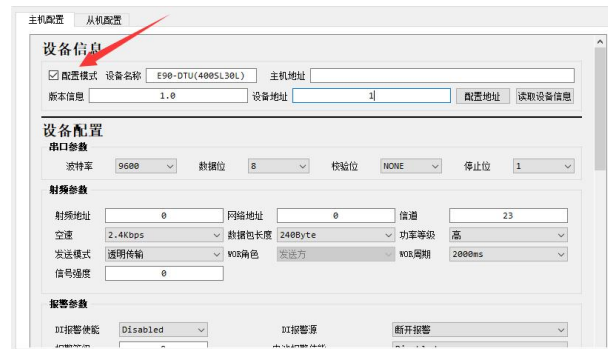 主机配置 从机配置
设备信息
配置模式 设备名称 E90-DTU(400SL30L) 主机地址
版本信息 1.0 设备地址 1 配置地址 读取设备信息
设备配置
串口参数
波特率 9600 数据位 8 校验位 NONE 停止位 1
射频参数
射频地址 0 网络地址 0 信道 23
空速 2.4Kbps 数据包长度 240Byte 功率等级 高
发送模式 透明传输 WOR角色 发送方 WOR周期 2000ms
信号强度 0
报警参数
DI报警使能 Disabled DI报警源 断开报警